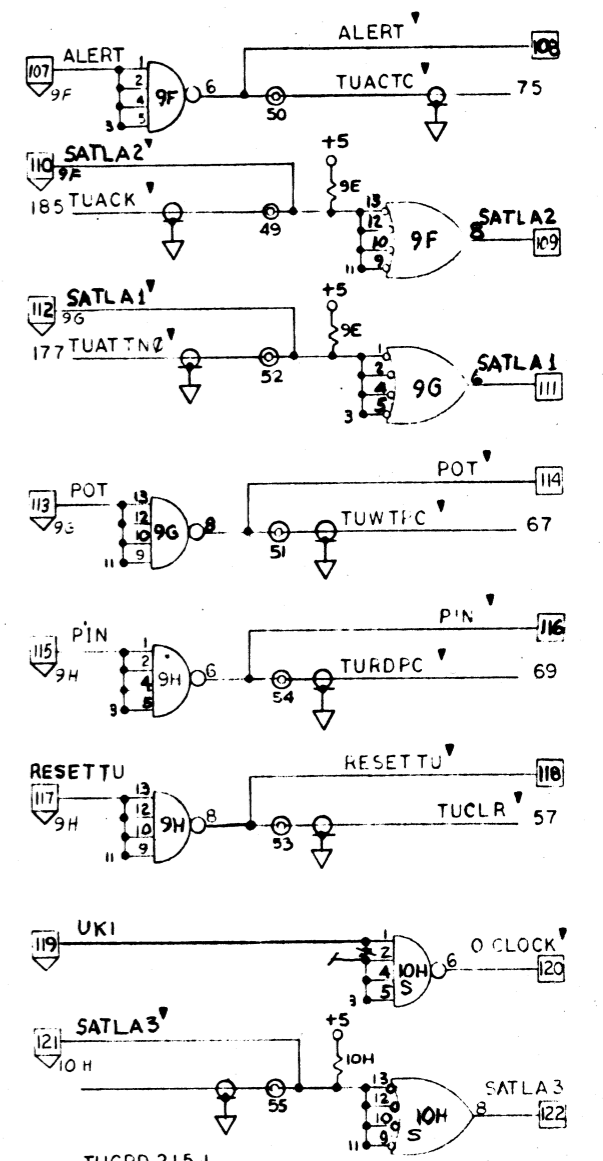 ALERT▼
107 ALERT 1 2 4 3 5 9F 6 108
9F
50 TUACTC▼ 75
+5
110 SATLA2▼
9F
9E
185 TUACK▼ 49 13 12 10 11 9 9F 8 SATLA2 109
+5
112 SATLA1▼
9G
9E
177 TUATTNØ▼ 52 1 2 4 3 5 9G 6 SATLA1 111
POT▼ 114
113 POT 13 12 10 11 9 9G 8
51 TUWTPC▼ 67
PIN▼ 116
115 PIN 1 2 4 3 5 9H 6
9H
54 TURDPC▼ 69
RESET TU▼ 118
RESET TU
117 13 12 10 11 9 9H 8
9H
53 TUCLR▼ 57
UK1
119 1 2 4 3 5 10H S 6 O CLOCK▼ 120
SATLA3▼
121
10H
+5
10H
55 13 12 10 11 9 10H S 8 SATLA3 122